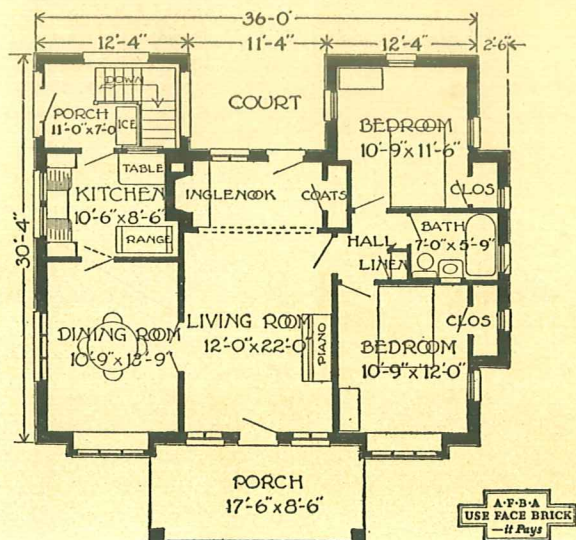 36'-0"
12'-4" 11'-4" 12'-4" 2'-6"
DOWN
PORCH
11'-0"x7'-0
ICE
COURT
BEDROOM
10'-9"x11'-6"
TABLE
KITCHEN
10'-6"x8'-6"
RANGE
INGLENOOK
COATS
CLOS
HALL
LINEN
BATH
7'-0"x5'-9"
30'-4"
DINING ROOM
10'-9"x13'-9"
LIVING ROOM
12'-0"x22'-0"
PIANO
BEDROOM
10'-9"x12'-0"
CLOS
PORCH
17'-6"x8'-6"
A·F·B·A
USE FACE BRICK
—it Pays